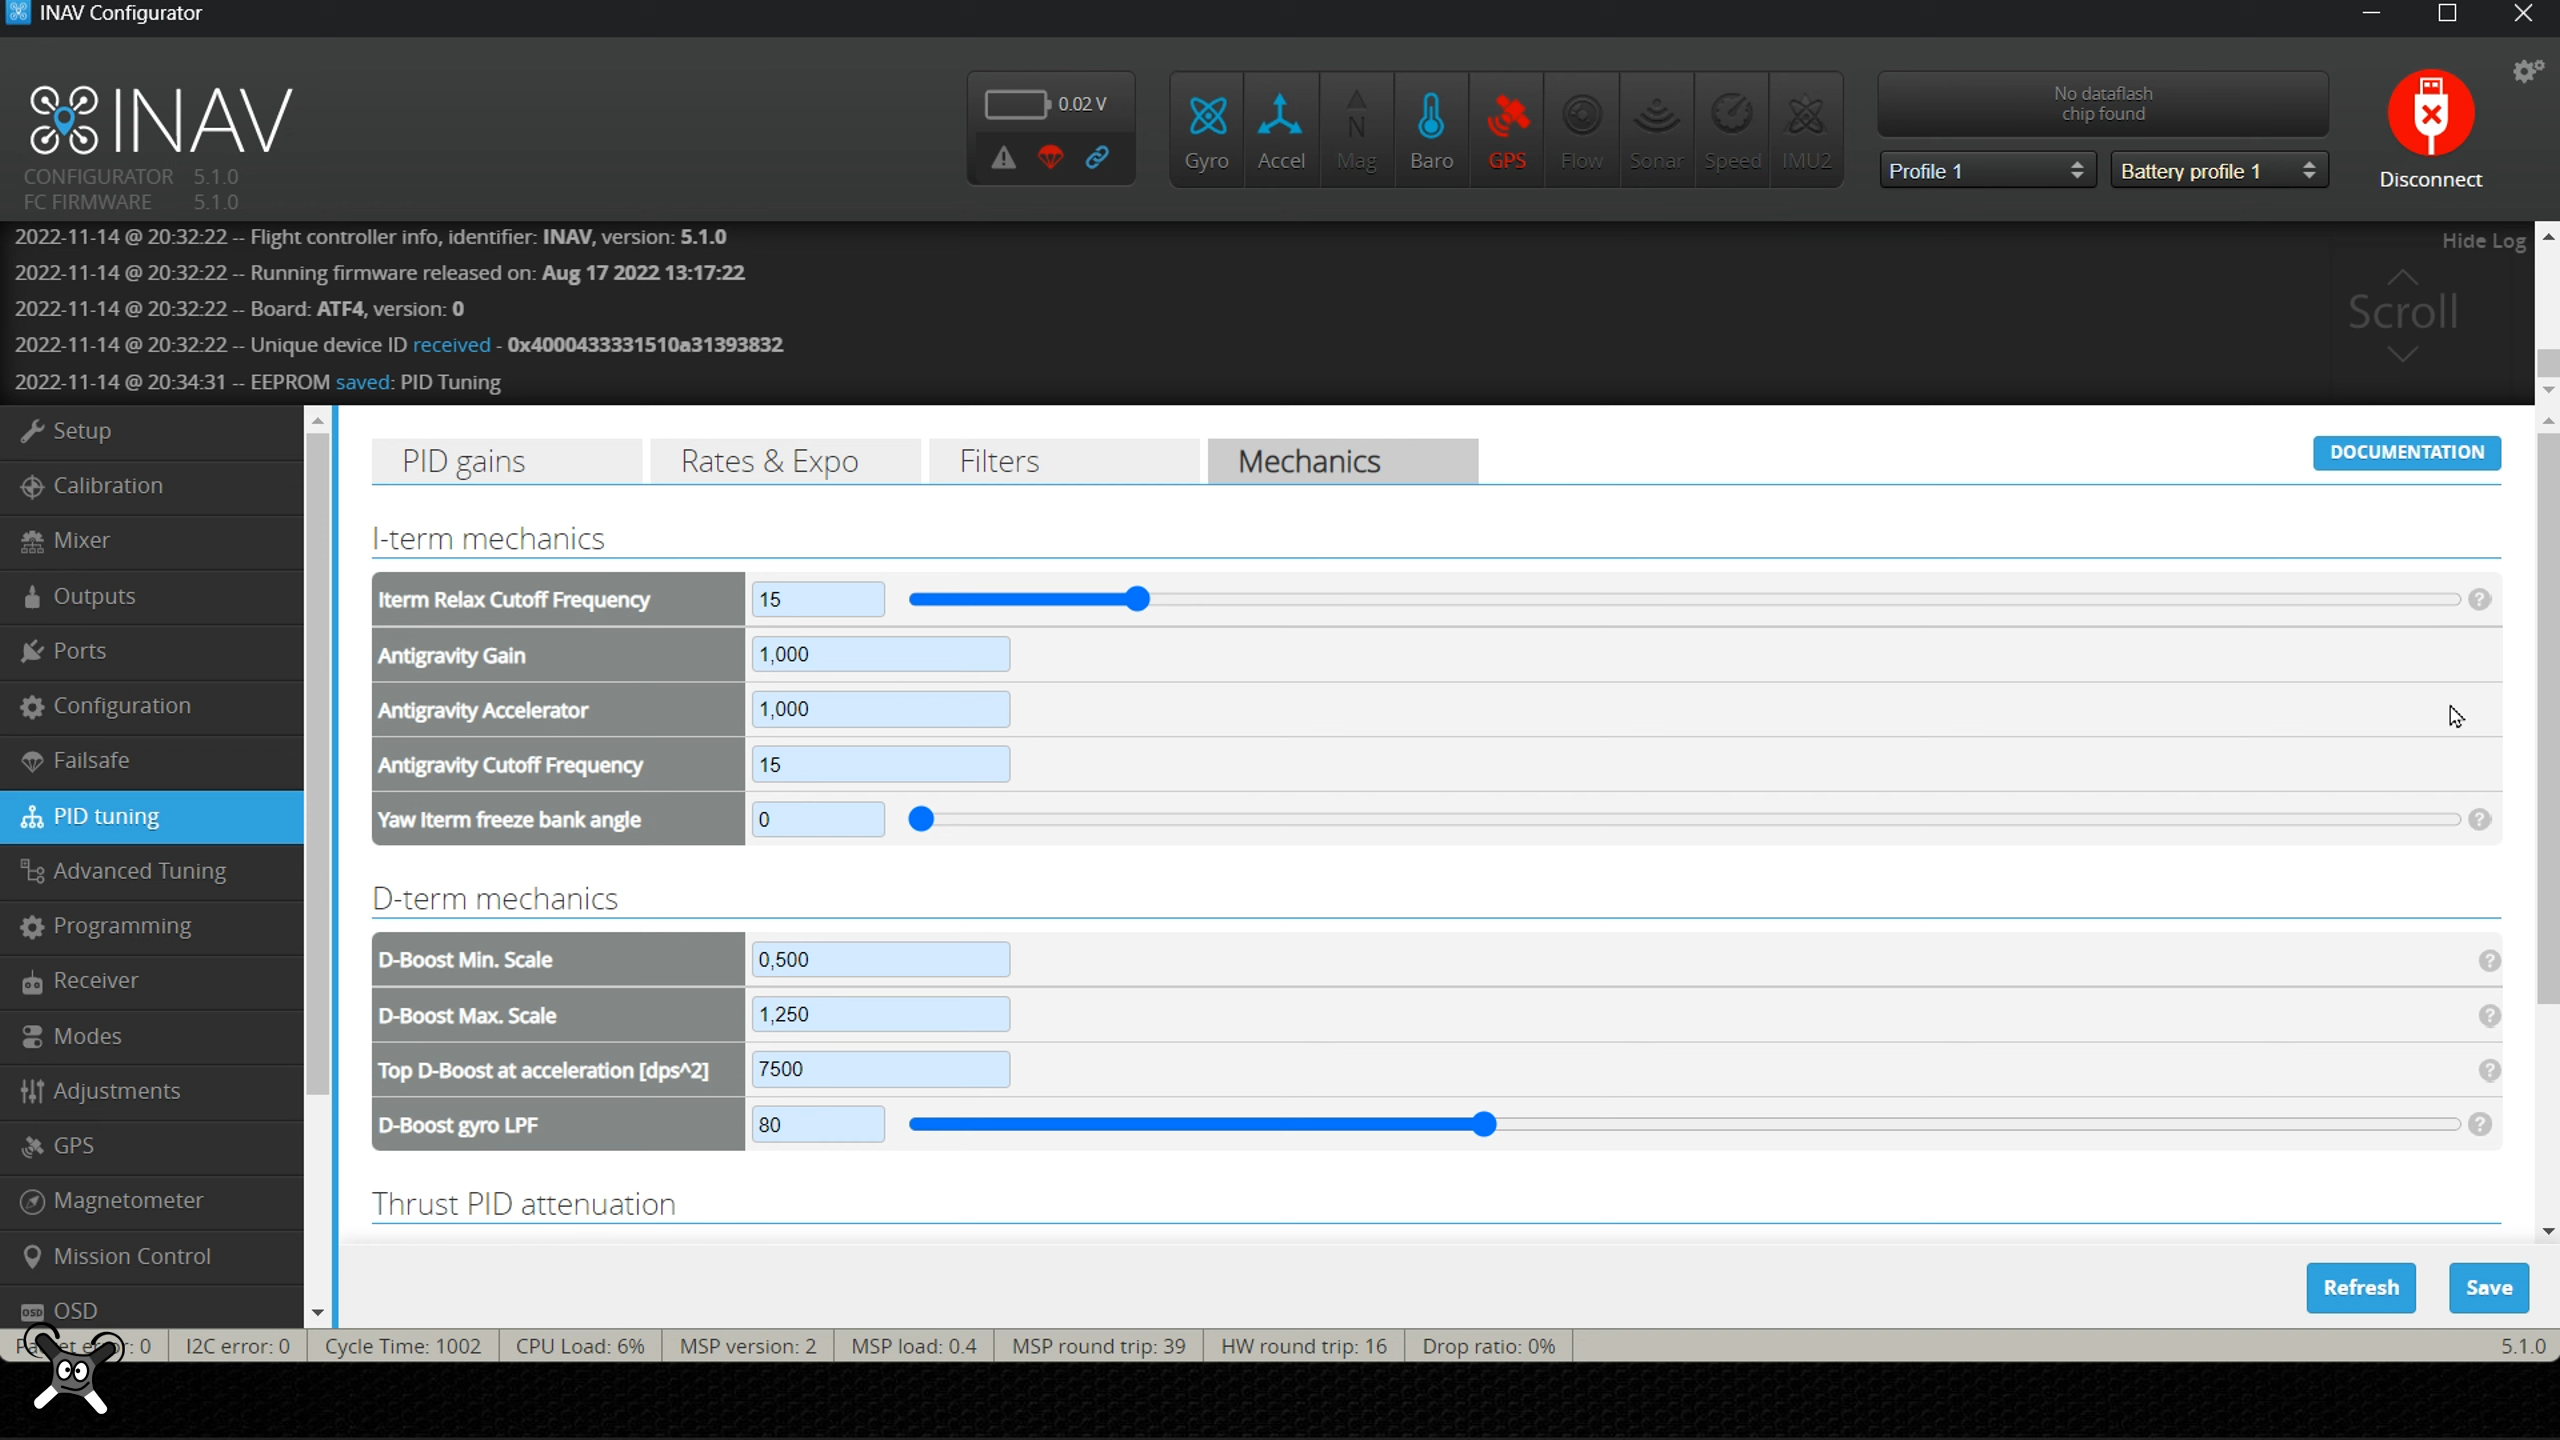 INAV Configurator
INAV
CONFIGURATOR 5.1.0
FC FIRMWARE 5.1.0
0.02 V
Gyro Accel Mag Baro GPS Flow Sonar Speed IMU2
No dataflash
chip found
Profile 1
Battery profile 1
Disconnect
2022-11-14 @ 20:32:22 -- Flight controller info, identifier: INAV, version: 5.1.0
2022-11-14 @ 20:32:22 -- Running firmware released on: Aug 17 2022 13:17:22
2022-11-14 @ 20:32:22 -- Board: ATF4, version: 0
2022-11-14 @ 20:32:22 -- Unique device ID received - 0x4000433331510a31393832
2022-11-14 @ 20:34:31 -- EEPROM saved: PID Tuning
Hide Log
Scroll
Setup
Calibration
Mixer
Outputs
Ports
Configuration
Failsafe
PID tuning
Advanced Tuning
Programming
Receiver
Modes
Adjustments
GPS
Magnetometer
Mission Control
OSD
PID gains
Rates & Expo
Filters
Mechanics
DOCUMENTATION
I-term mechanics
Iterm Relax Cutoff Frequency 15 ?
Antigravity Gain 1,000
Antigravity Accelerator 1,000
Antigravity Cutoff Frequency 15
Yaw Iterm freeze bank angle 0 ?
D-term mechanics
D-Boost Min. Scale 0,500 ?
D-Boost Max. Scale 1,250 ?
Top D-Boost at acceleration [dps^2] 7500 ?
D-Boost gyro LPF 80 ?
Thrust PID attenuation
Refresh
Save
I2C error: 0 Cycle Time: 1002 CPU Load: 6% MSP version: 2 MSP load: 0.4 MSP round trip: 39 HW round trip: 16 Drop ratio: 0% 5.1.0